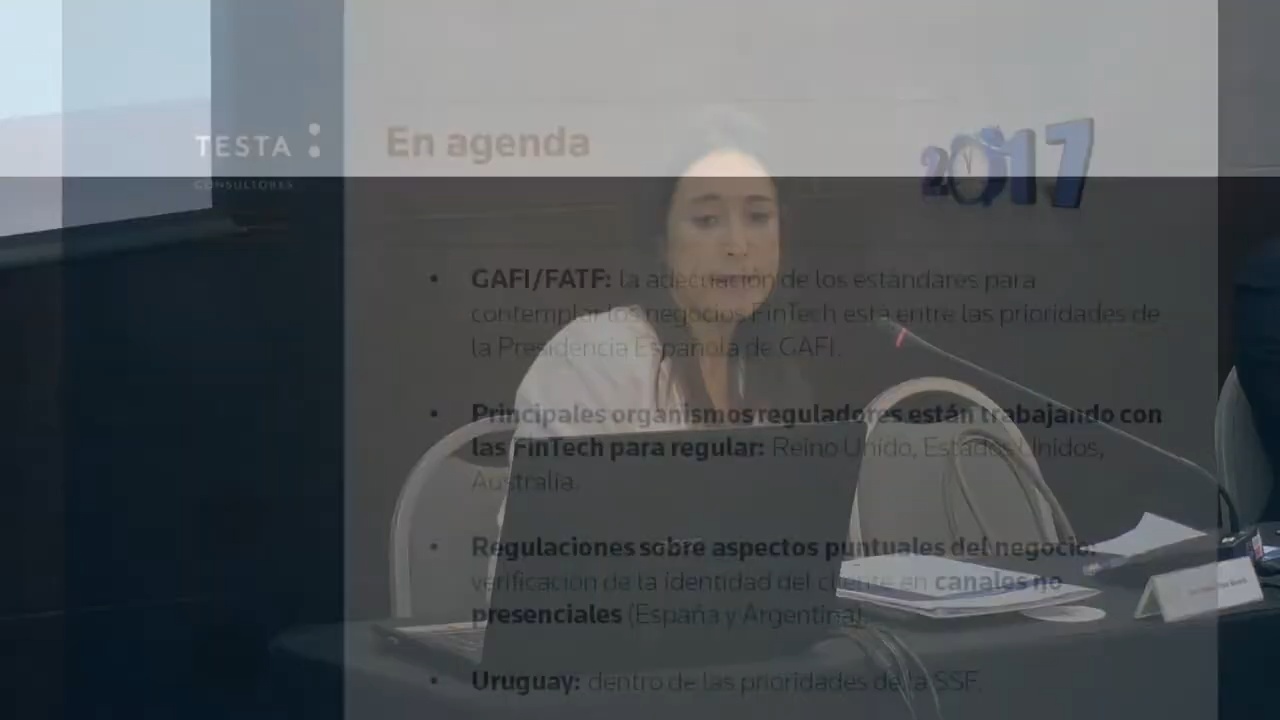 TESTA
CONSULTORES
En agenda
2017
• GAFI/FATF: la adecuación de los estándares para
contemplar los negocios FinTech está entre las prioridades de
la Presidencia Española de GAFI.
• Principales organismos reguladores están trabajando con
las FinTech para regular: Reino Unido, Estados Unidos,
Australia.
• Regulaciones sobre aspectos puntuales del negocio:
verificación de la identidad del cliente en canales no
presenciales (España y Argentina).
• Uruguay: dentro de las prioridades de la SSF.